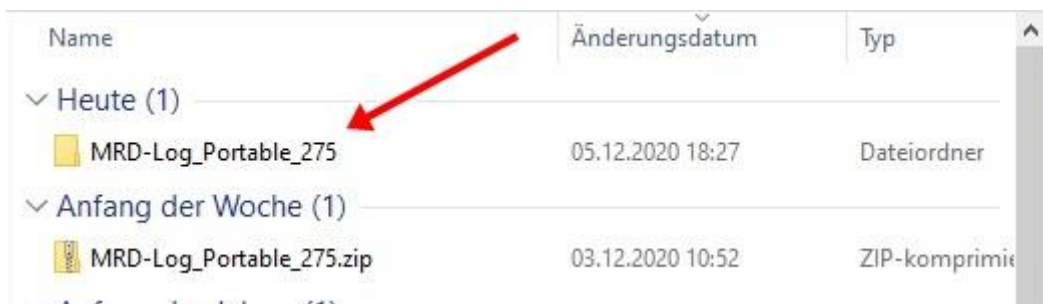 Name Änderungsdatum Typ
Heute (1)
MRD-Log_Portable_275 05.12.2020 18:27 Dateiordner
Anfang der Woche (1)
MRD-Log_Portable_275.zip 03.12.2020 10:52 ZIP-komprimie